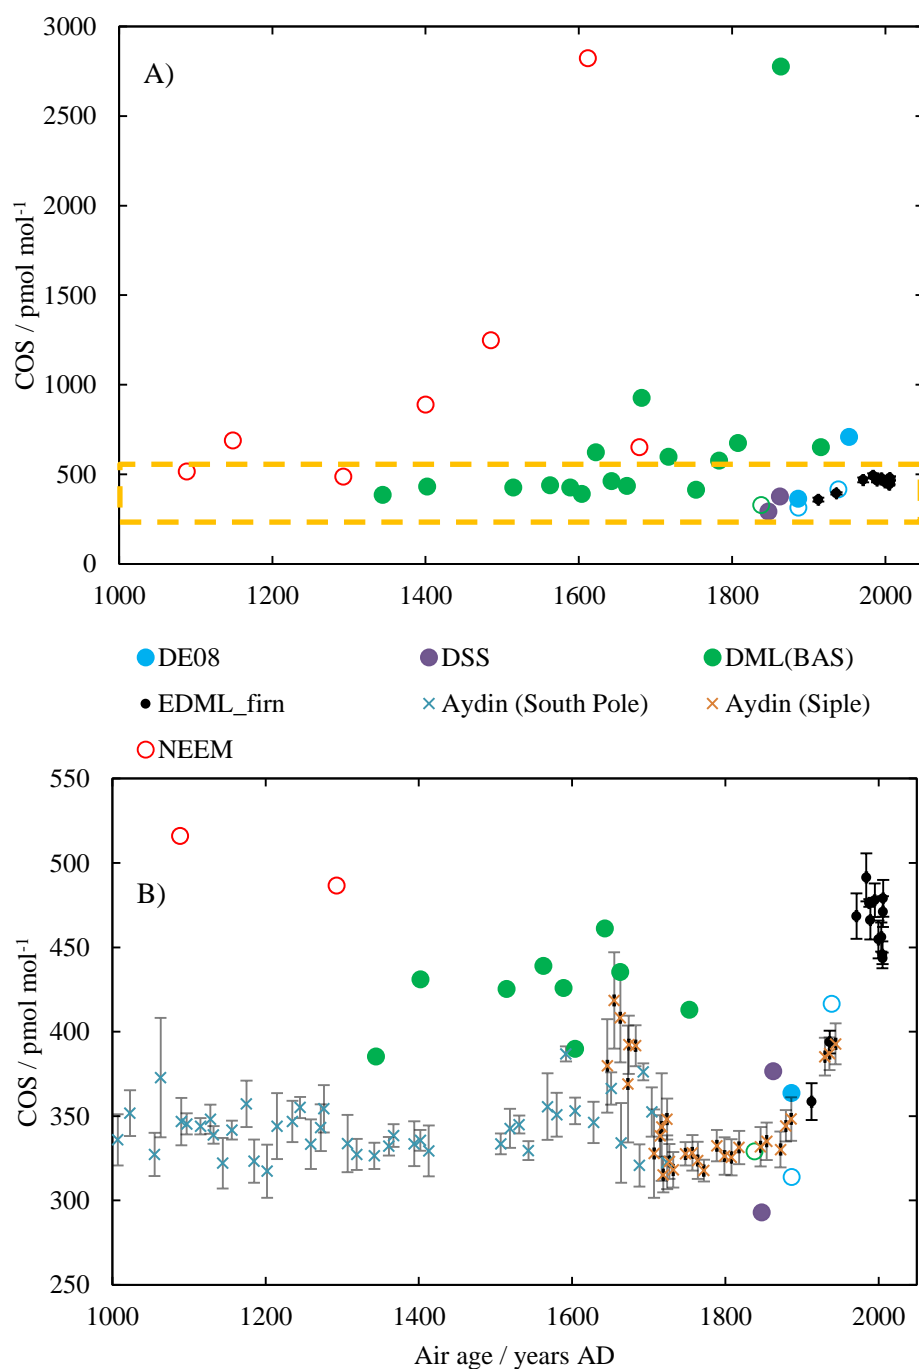 3000
A)
2500
2000
1500
1000
500
0
COS / pmol mol⁻¹
1000 1200 1400 1600 1800 2000
DE08 DSS DML(BAS)
EDML_firn Aydin (South Pole) Aydin (Siple)
NEEM
550
500
B)
450
400
350
300
250
COS / pmol mol⁻¹
1000 1200 1400 1600 1800 2000
Air age / years AD